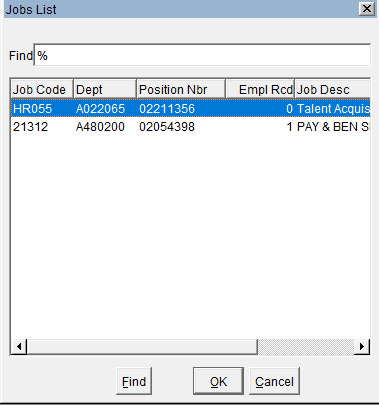 Jobs List
Find %
Job Code Dept Position Nbr Empl Rcd Job Desc
HR055 A022065 02211356 0 Talent Acquis
21312 A480200 02054398 1 PAY & BEN S
Find OK Cancel